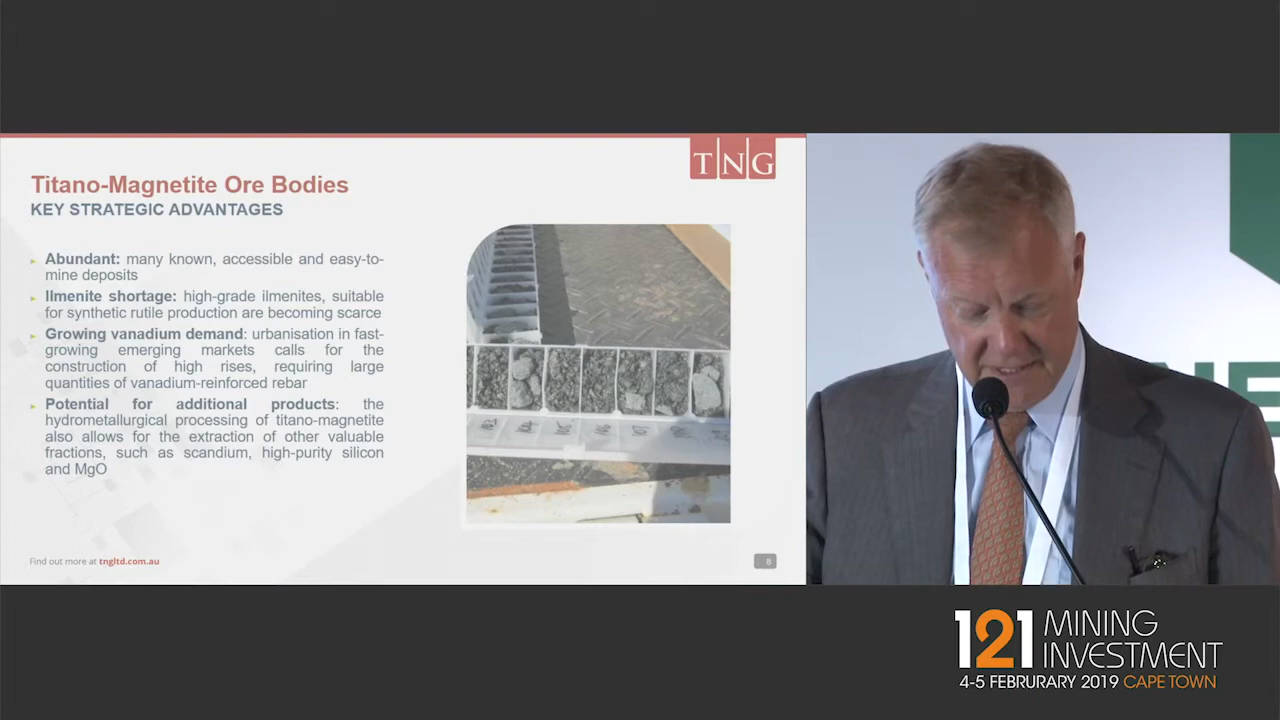 TNG
Titano-Magnetite Ore Bodies
KEY STRATEGIC ADVANTAGES
Abundant: many known, accessible and easy-to-
mine deposits
Ilmenite shortage: high-grade ilmenites, suitable
for synthetic rutile production are becoming scarce
Growing vanadium demand: urbanisation in fast-
growing emerging markets calls for the
construction of high rises, requiring large
quantities of vanadium-reinforced rebar
Potential for additional products: the
hydrometallurgical processing of titano-magnetite
also allows for the extraction of other valuable
fractions, such as scandium, high-purity silicon
and MgO
Find out more at tngltd.com.au
8
121 MINING
INVESTMENT
4-5 FEBRURARY 2019 CAPE TOWN